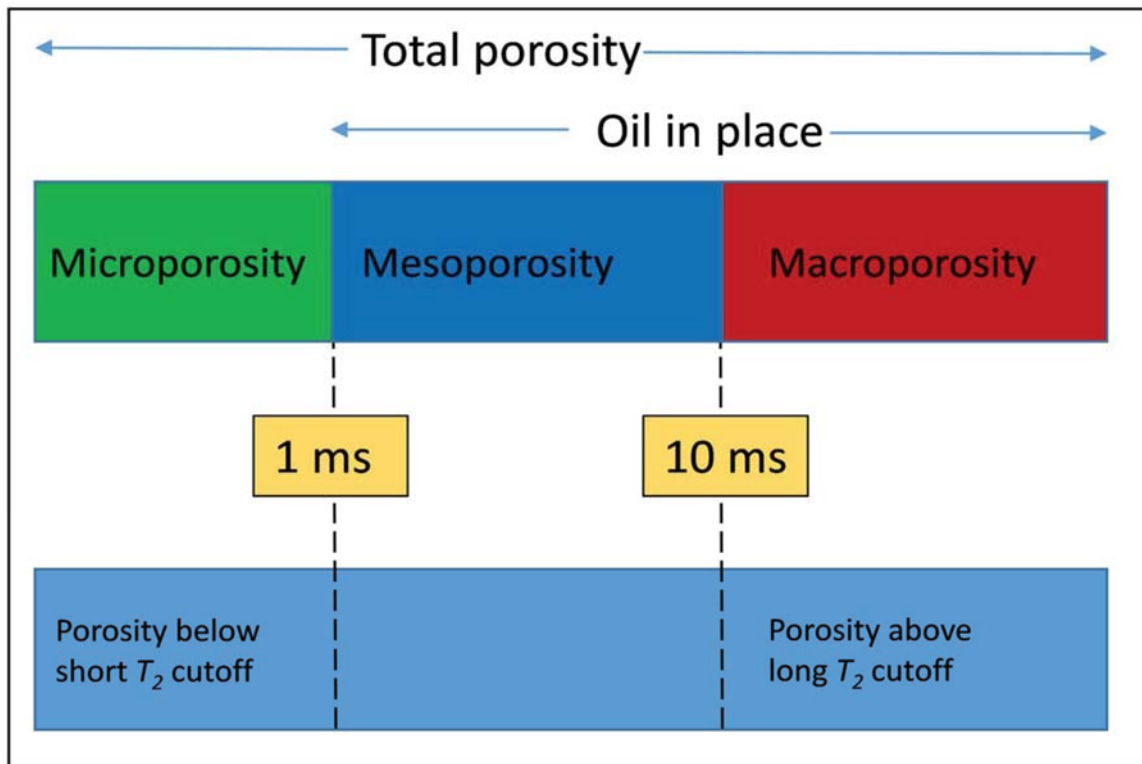 Total porosity
Oil in place
Microporosity
Mesoporosity
Macroporosity
1 ms
10 ms
Porosity below
short T₂ cutoff
Porosity above
long T₂ cutoff